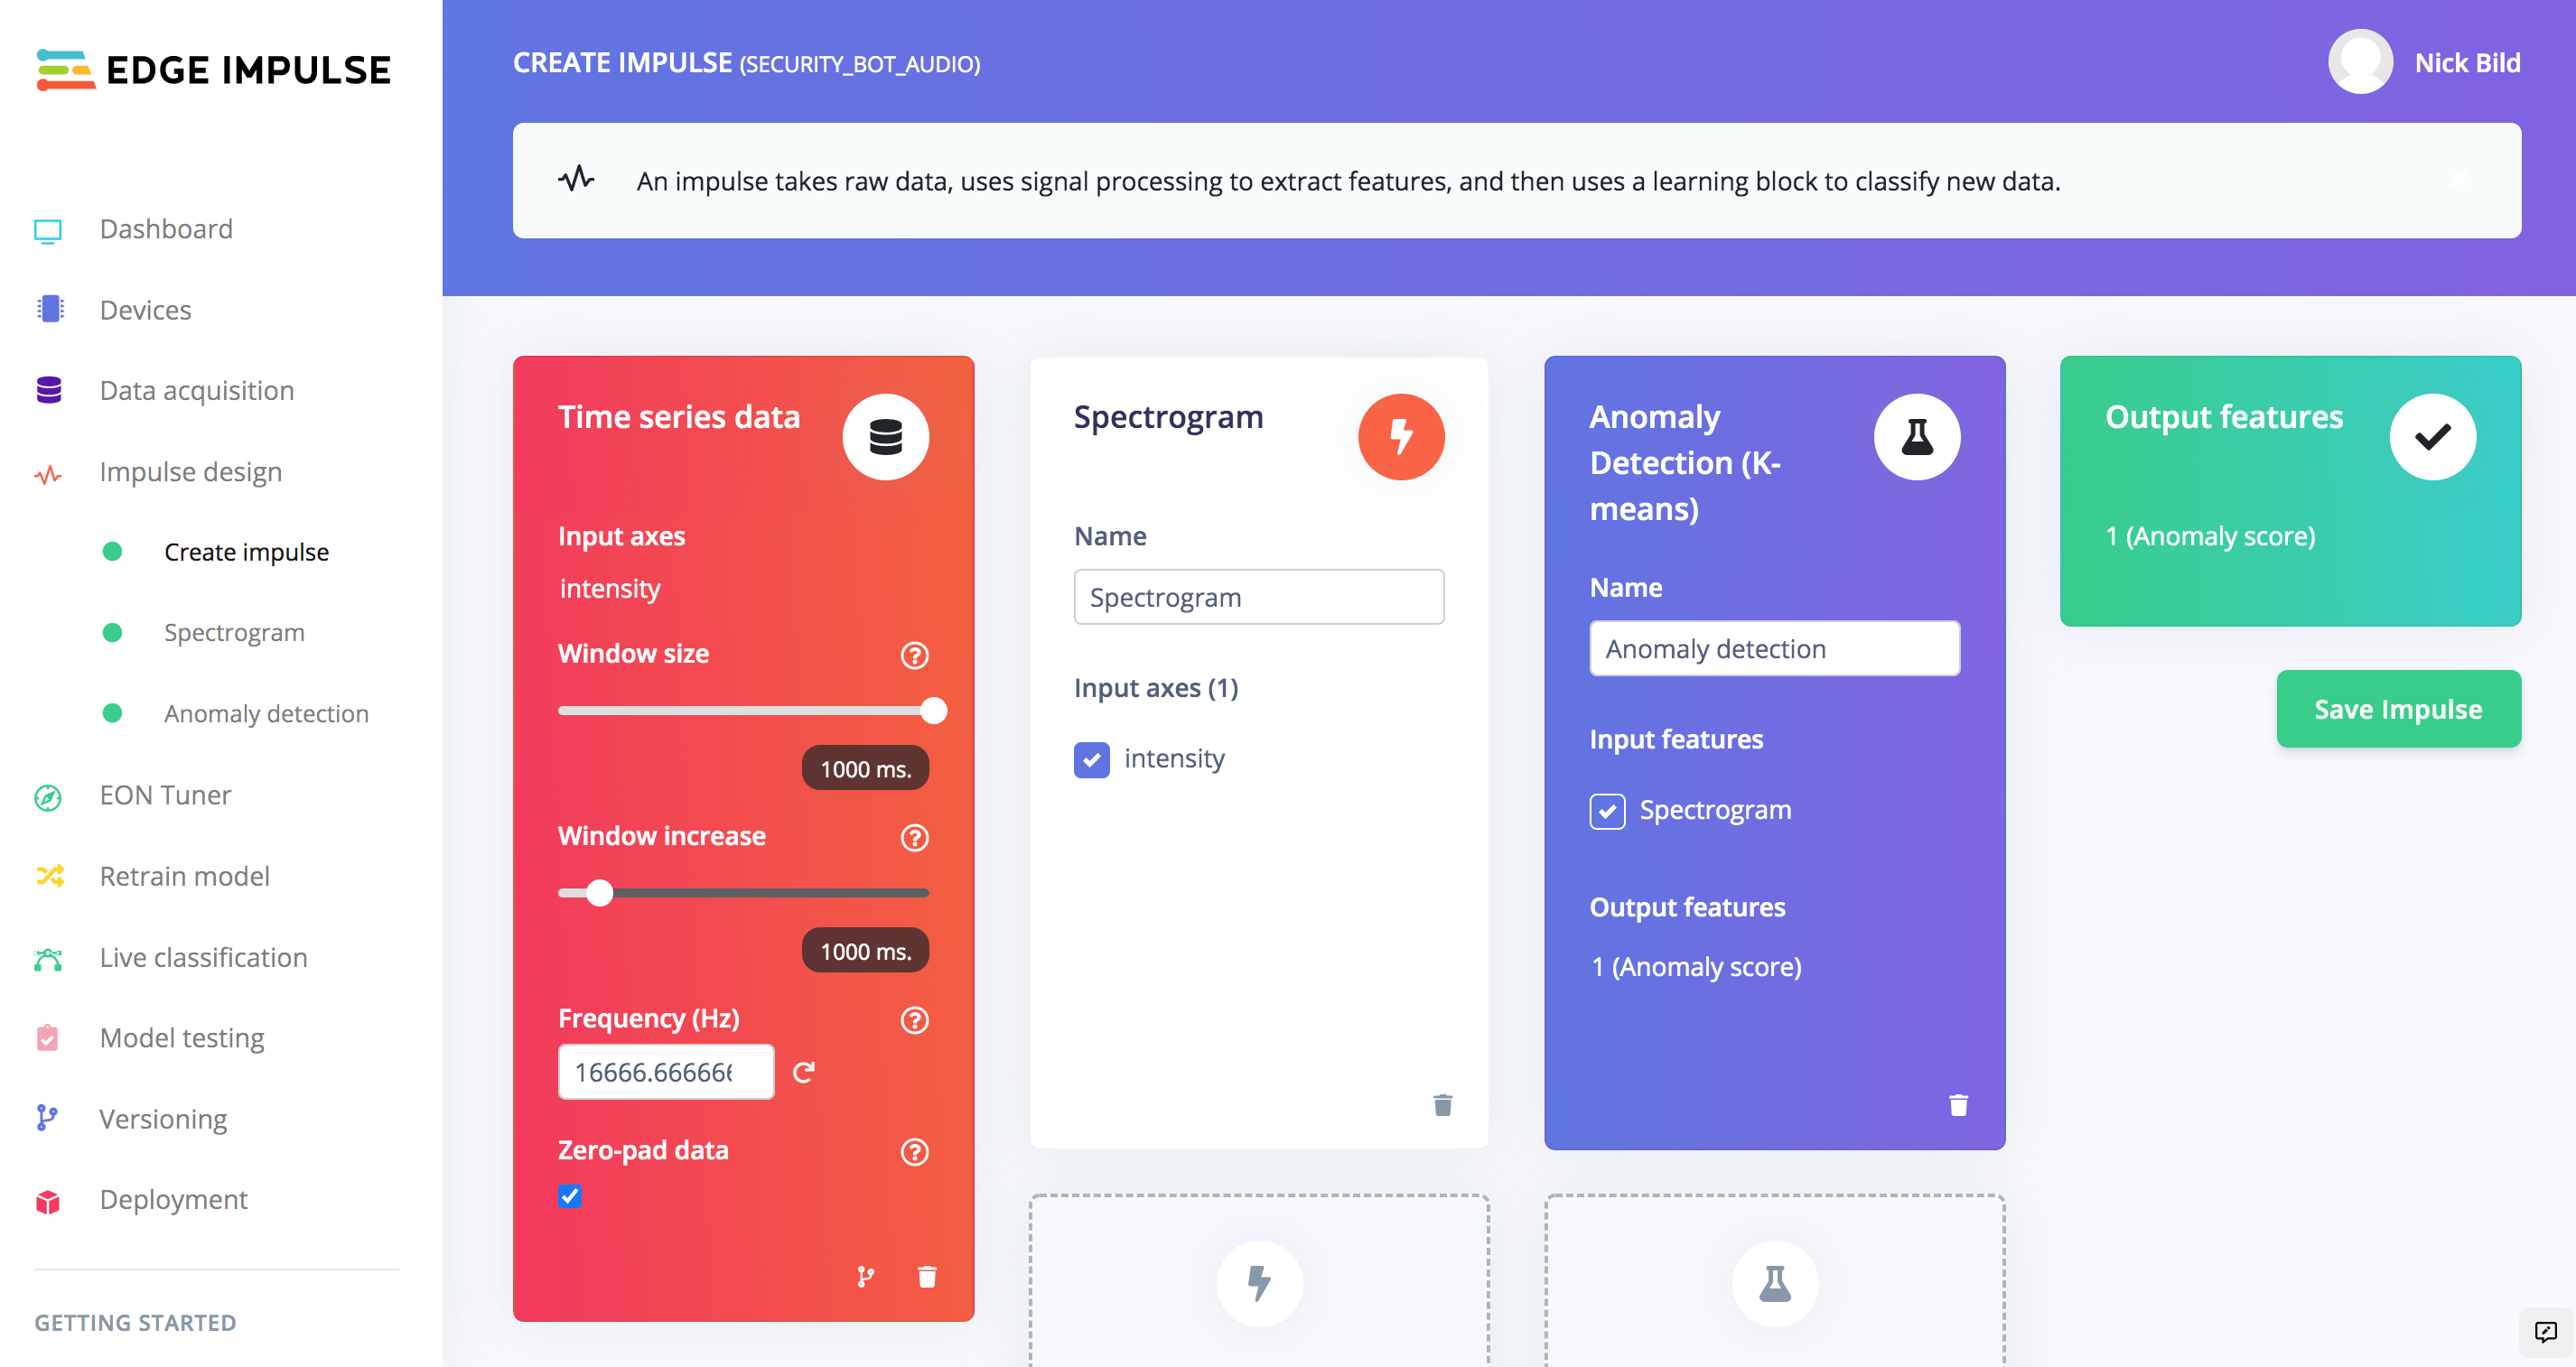 EDGE IMPULSE
Dashboard
Devices
Data acquisition
Impulse design
Create impulse
Spectrogram
Anomaly detection
EON Tuner
Retrain model
Live classification
Model testing
Versioning
Deployment
GETTING STARTED
CREATE IMPULSE (SECURITY_BOT_AUDIO)
Nick Bild
An impulse takes raw data, uses signal processing to extract features, and then uses a learning block to classify new data.
Time series data
Input axes
intensity
Window size
1000 ms.
Window increase
1000 ms.
Frequency (Hz)
16666.666666
Zero-pad data
Spectrogram
Name
Spectrogram
Input axes (1)
intensity
Anomaly
Detection (K-
means)
Name
Anomaly detection
Input features
Spectrogram
Output features
1 (Anomaly score)
Output features
1 (Anomaly score)
Save Impulse